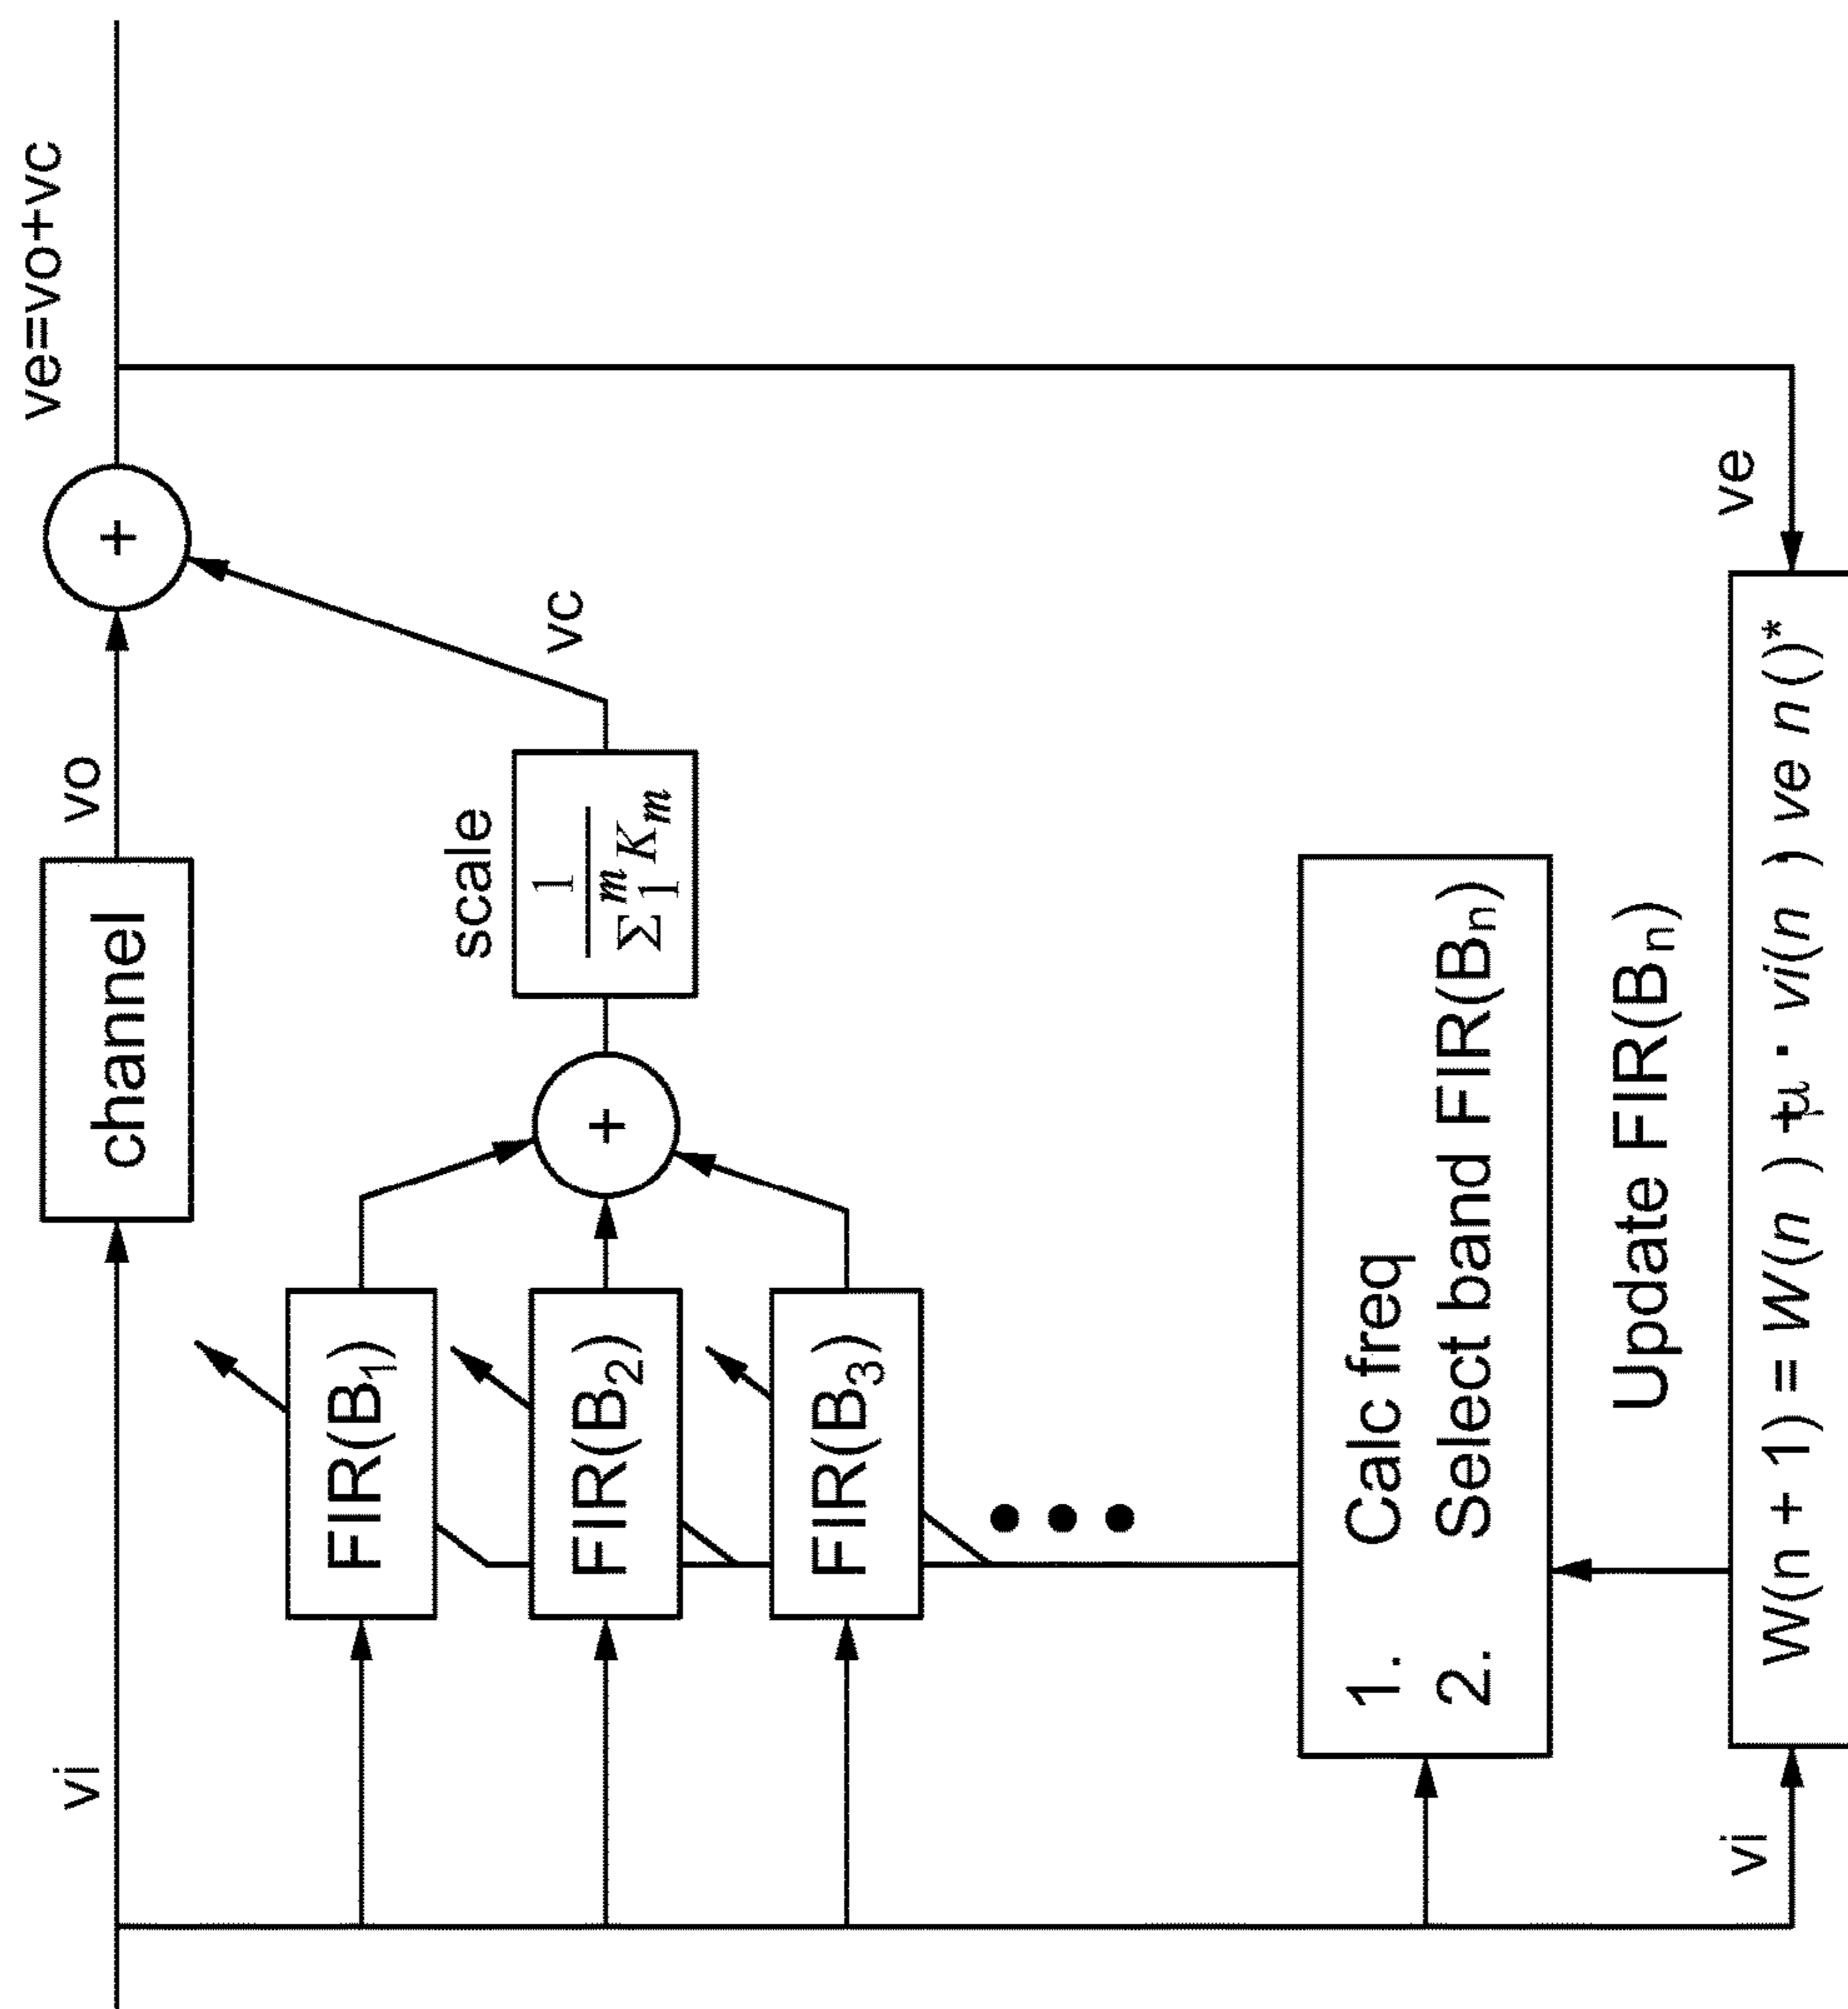 vi
channel
vo
ve=vo+vc
FIR(B₁)
FIR(B₂)
FIR(B₃)
+
+
scale
1
Σ m 1 Kₘ
vc
1. Calc freq
2. Select band FIR(Bₙ)
Update FIR(Bₙ)
vi
W(n + 1) = W(n ) +μ · vi(n ) ve n()*
ve